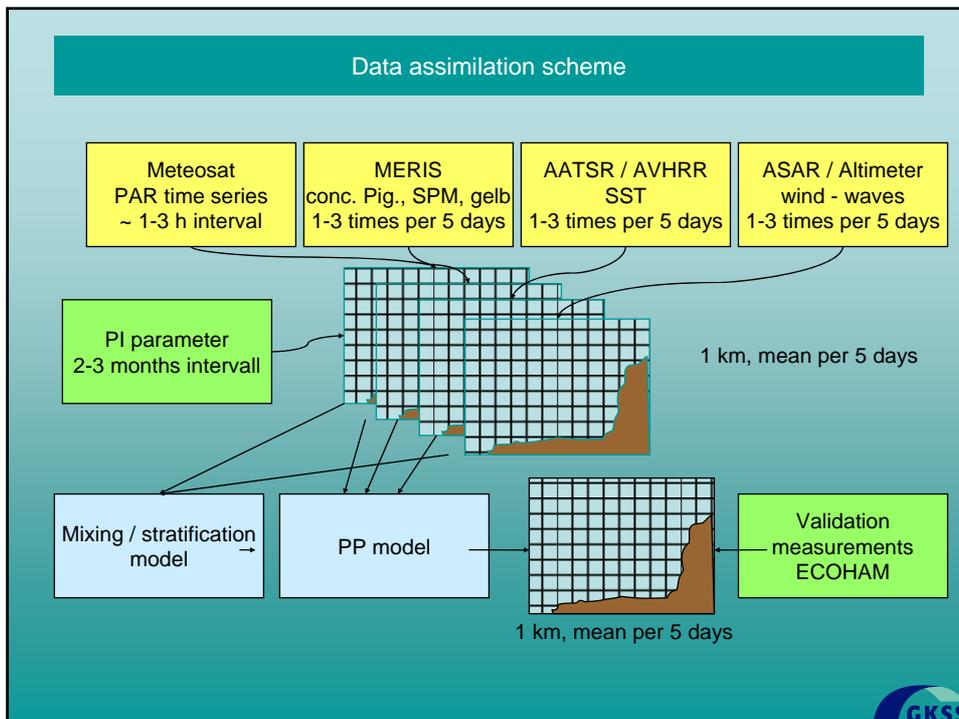 Data assimilation scheme
Meteosat
PAR time series
~ 1-3 h interval
MERIS
conc. Pig., SPM, gelb
1-3 times per 5 days
AATSR / AVHRR
SST
1-3 times per 5 days
ASAR / Altimeter
wind - waves
1-3 times per 5 days
PI parameter
2-3 months intervall
1 km, mean per 5 days
Mixing / stratification
model
PP model
Validation
measurements
ECOHAM
1 km, mean per 5 days
GKSS